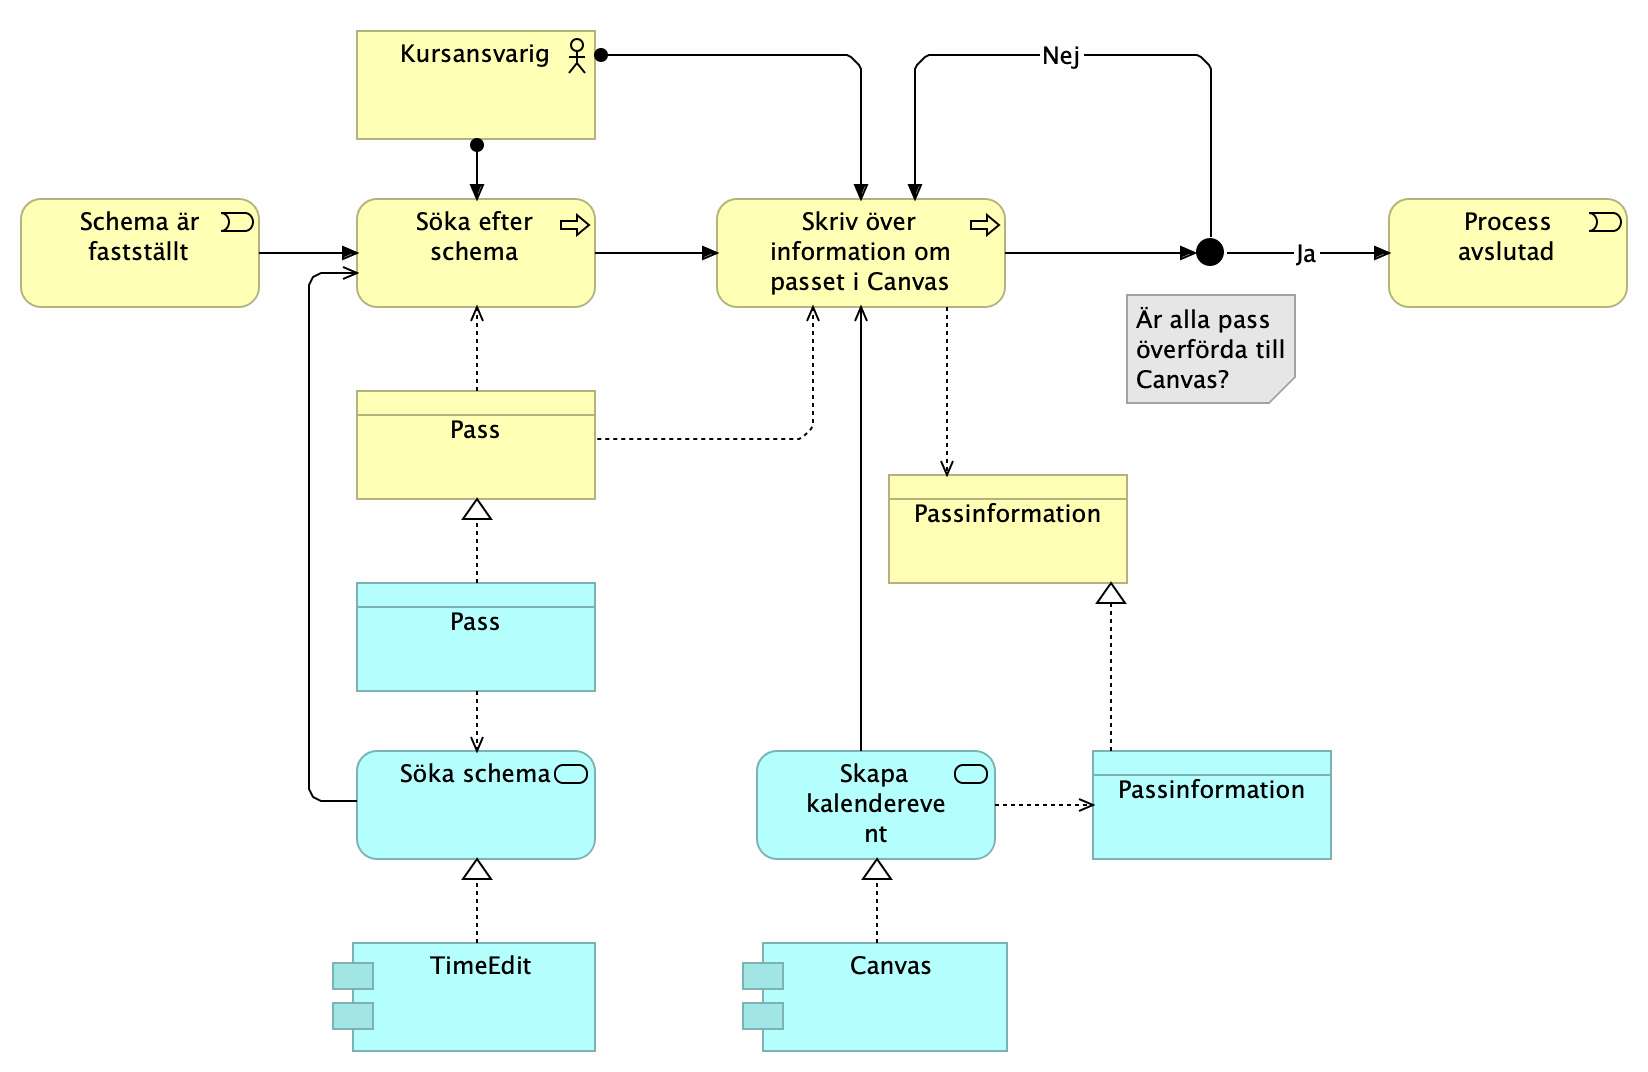 Kursansvarig
Nej
Schema är
fastställt
Söka efter
schema
Skriv över
information om
passet i Canvas
Ja
Process
avslutad
Är alla pass
överförda till
Canvas?
Pass
Passinformation
Pass
Söka schema
Skapa
kalendereve
nt
Passinformation
TimeEdit
Canvas